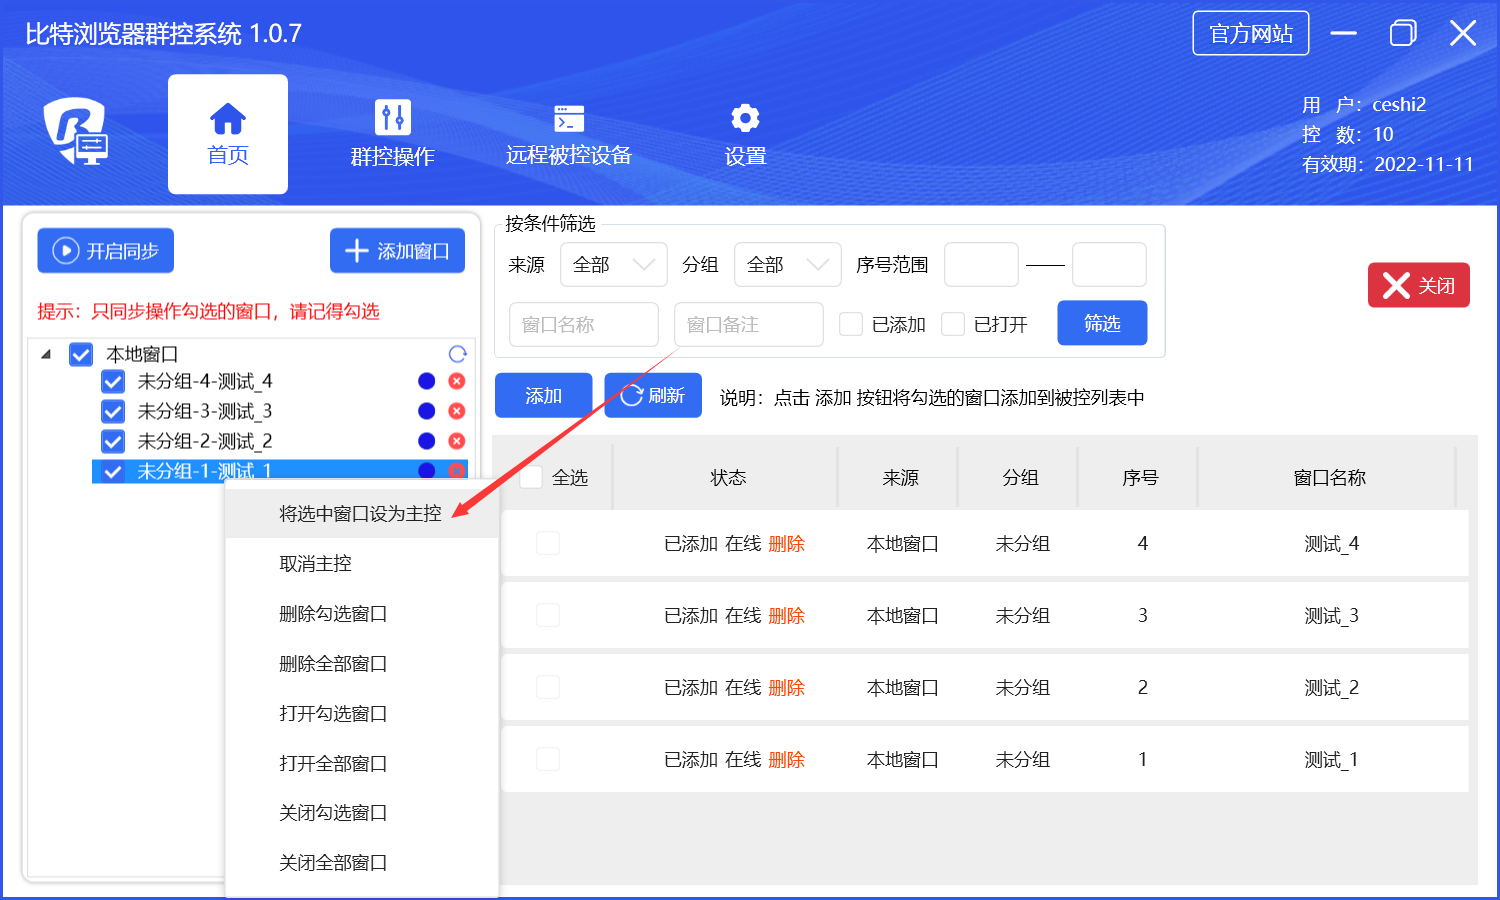 比特浏览器群控系统 1.0.7
官方网站
首页
群控操作
远程被控设备
设置
用 户：ceshi2
控 数：10
有效期：2022-11-11
开启同步
添加窗口
提示：只同步操作勾选的窗口，请记得勾选
本地窗口
未分组-4-测试_4
未分组-3-测试_3
未分组-2-测试_2
未分组-1-测试_1
将选中窗口设为主控
取消主控
删除勾选窗口
删除全部窗口
打开勾选窗口
打开全部窗口
关闭勾选窗口
关闭全部窗口
按条件筛选
来源 全部 分组 全部 序号范围
窗口名称 窗口备注 已添加 已打开 筛选
关闭
添加 刷新 说明：点击 添加 按钮将勾选的窗口添加到被控列表中
全选 状态 来源 分组 序号 窗口名称
已添加 在线 删除 本地窗口 未分组 4 测试_4
已添加 在线 删除 本地窗口 未分组 3 测试_3
已添加 在线 删除 本地窗口 未分组 2 测试_2
已添加 在线 删除 本地窗口 未分组 1 测试_1